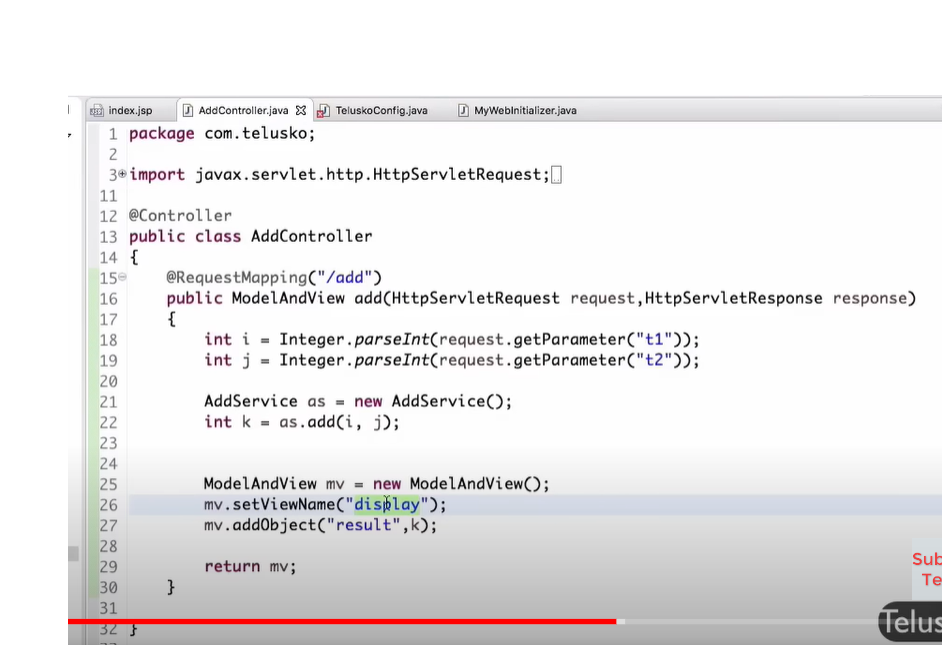 index.jsp AddController.java TeluskoConfig.java MyWebInitializer.java
1 package com.telusko;
2
3 import javax.servlet.http.HttpServletRequest;
11
12 @Controller
13 public class AddController
14 {
15 @RequestMapping("/add")
16 public ModelAndView add(HttpServletRequest request,HttpServletResponse response)
17 {
18 int i = Integer.parseInt(request.getParameter("t1"));
19 int j = Integer.parseInt(request.getParameter("t2"));
20
21 AddService as = new AddService();
22 int k = as.add(i, j);
23
24
25 ModelAndView mv = new ModelAndView();
26 mv.setViewName("display");
27 mv.addObject("result",k);
28
29 return mv;
30 }
31
32 }
Sub
Te
Telus